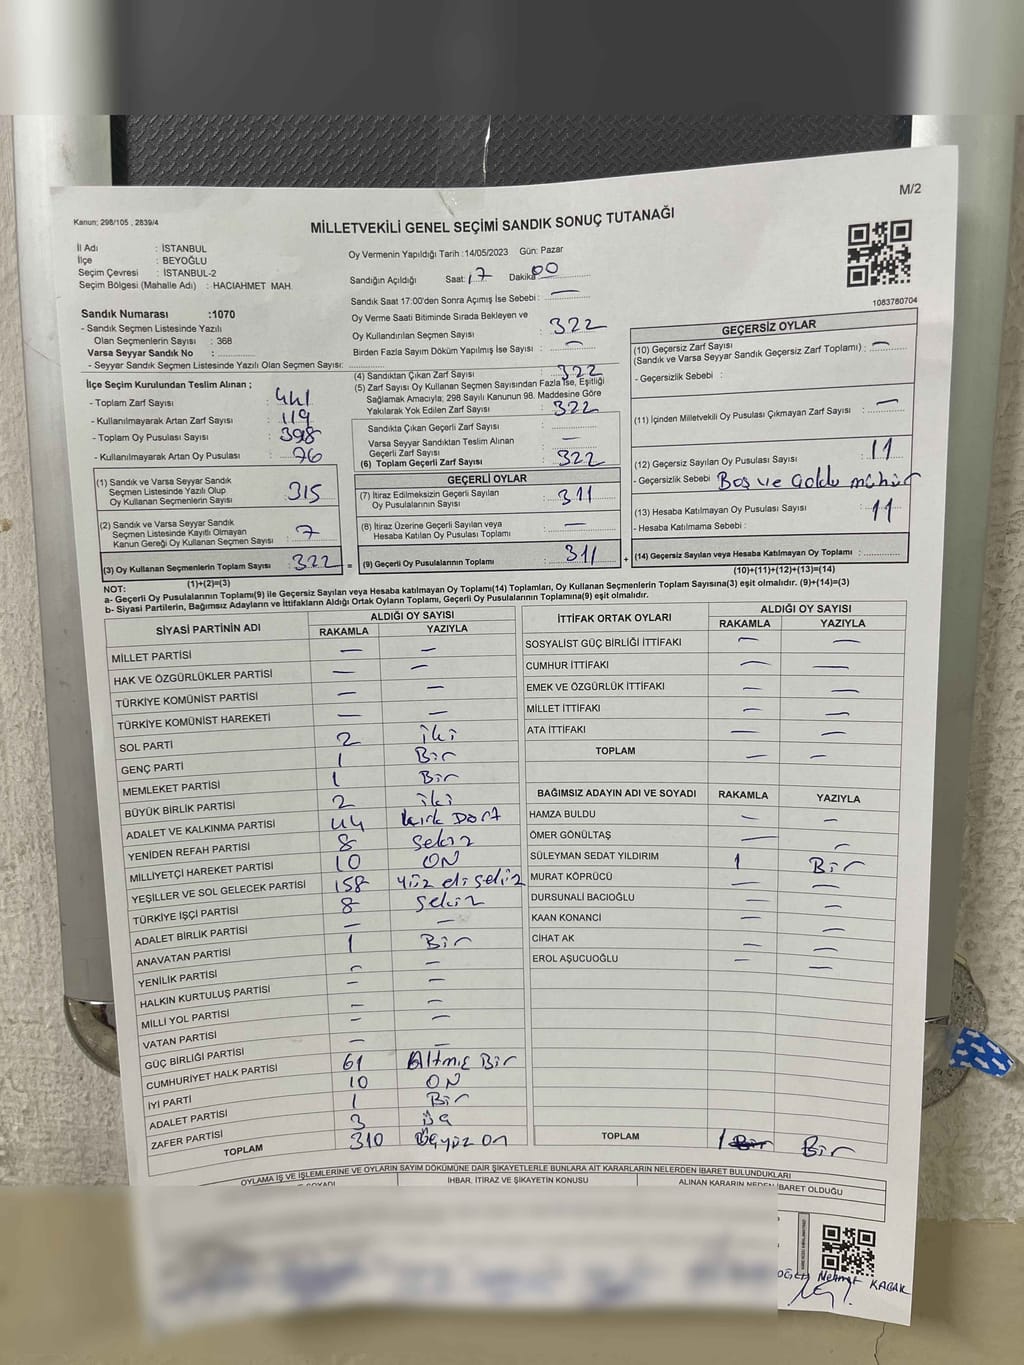 M/2
Kanun: 298/105 , 2839/4
MİLLETVEKİLİ GENEL SEÇİMİ SANDIK SONUÇ TUTANAĞI
İl Adı : İSTANBUL
İlçe : BEYOĞLU
Seçim Çevresi : İSTANBUL-2
Seçim Bölgesi (Mahalle Adı) : HACIAHMET MAH.
Oy Vermenin Yapıldığı Tarih :14/05/2023 Gün: Pazar
Sandığın Açıldığı Saat: 17 Dakika 00
Sandık Saat 17:00'den Sonra Açımış İse Sebebi : —
1083780704
Sandık Numarası :1070
- Sandık Seçmen Listesinde Yazılı
Olan Seçmenlerin Sayısı : 368
Varsa Seyyar Sandık No :
- Seyyar Sandık Seçmen Listesinde Yazılı Olan Seçmen Sayısı:
Oy Verme Saati Bitiminde Sırada Bekleyen ve
Oy Kullandırılan Seçmen Sayısı : 322
Birden Fazla Sayım Döküm Yapılmış İse Sayısı : —
İlçe Seçim Kurulundan Teslim Alınan ;
- Toplam Zarf Sayısı : 441
- Kullanılmayarak Artan Zarf Sayısı : 119
- Toplam Oy Pusulası Sayısı : 398
- Kullanılmayarak Artan Oy Pusulası : 76
(4) Sandıktan Çıkan Zarf Sayısı : 322
(5) Zarf Sayısı Oy Kullanan Seçmen Sayısından Fazla ise, Eşitliği
Sağlamak Amacıyla; 298 Sayılı Kanunun 98. Maddesine Göre
Yakılarak Yok Edilen Zarf Sayısı : 322
Sandıkta Çıkan Geçerli Zarf Sayısı :
Varsa Seyyar Sandıktan Teslim Alınan
Geçerli Zarf Sayısı : —
(6) Toplam Geçerli Zarf Sayısı : 322
(1) Sandık ve Varsa Seyyar Sandık
Seçmen Listesinde Yazılı Olup
Oy Kullanan Seçmenlerin Sayısı : 315
(2) Sandık ve Varsa Seyyar Sandık
Seçmen Listesinde Kayıtlı Olmayan
Kanun Gereği Oy Kullanan Seçmen Sayısı : 7
(3) Oy Kullanan Seçmenlerin Toplam Sayısı : 322 =
(1)+(2)=(3)
GEÇERLİ OYLAR
(7) İtiraz Edilmeksizin Geçerli Sayılan
Oy Pusulalarının Sayısı : 311
(8) İtiraz Üzerine Geçerli Sayılan veya
Hesaba Katılan Oy Pusulası Toplamı : —
(9) Geçerli Oy Pusulalarının Toplamı : 311 +
GEÇERSİZ OYLAR
(10) Geçersiz Zarf Sayısı
(Sandık ve Varsa Seyyar Sandık Geçersiz Zarf Toplamı) : —
- Geçersizlik Sebebi :
(11) İçinden Milletvekili Oy Pusulası Çıkmayan Zarf Sayısı : —
(12) Geçersiz Sayılan Oy Pusulası Sayısı : 11
- Geçersizlik Sebebi Boş ve mühür
(13) Hesaba Katılmayan Oy Pusulası Sayısı : 11
- Hesaba Katılmama Sebebi :
(14) Geçersiz Sayılan veya Hesaba Katılmayan Oy Toplamı :
(10)+(11)+(12)+(13)=(14)
NOT:
a- Geçerli Oy Pusulalarının Toplamı(9) ile Geçersiz Sayılan veya Hesaba katılmayan Oy Toplamı(14) Toplamları, Oy Kullanan Seçmenlerin Toplam Sayısına(3) eşit olmalıdır. (9)+(14)=(3)
b- Siyasi Partilerin, Bağımsız Adayların ve İttifakların Aldığı Ortak Oyların Toplamı, Geçerli Oy Pusulalarının Toplamına(9) eşit olmalıdır.
SİYASİ PARTİNİN ADI ALDIĞI OY SAYISI
RAKAMLA YAZIYLA
MİLLET PARTİSİ — —
HAK VE ÖZGÜRLÜKLER PARTİSİ — —
TÜRKİYE KOMÜNİST PARTİSİ — —
TÜRKİYE KOMÜNİST HAREKETİ — —
SOL PARTİ 2 iki
GENÇ PARTİ 1 Bir
MEMLEKET PARTİSİ 1 Bir
BÜYÜK BİRLİK PARTİSİ 2 iki
ADALET VE KALKINMA PARTİSİ 44 kırk Dört
YENİDEN REFAH PARTİSİ 8 Sekiz
MİLLİYETÇİ HAREKET PARTİSİ 10 ON
YEŞİLLER VE SOL GELECEK PARTİSİ 158
TÜRKİYE İŞÇİ PARTİSİ 8 Sekiz
ADALET BİRLİK PARTİSİ — —
ANAVATAN PARTİSİ 1 Bir
YENİLİK PARTİSİ — —
HALKIN KURTULUŞ PARTİSİ — —
MİLLİ YOL PARTİSİ — —
VATAN PARTİSİ — —
GÜÇ BİRLİĞİ PARTİSİ — —
CUMHURİYET HALK PARTİSİ 61 Altmış Bir
İYİ PARTİ 10 ON
ADALET PARTİSİ 1 Bir
ZAFER PARTİSİ 3 üç
TOPLAM 310 üçyüz on
İTTİFAK ORTAK OYLARI ALDIĞI OY SAYISI
RAKAMLA YAZIYLA
SOSYALİST GÜÇ BİRLİĞİ İTTİFAKI — —
CUMHUR İTTİFAKI — —
EMEK VE ÖZGÜRLÜK İTTİFAKI — —
MİLLET İTTİFAKI — —
ATA İTTİFAKI — —
TOPLAM — —
BAĞIMSIZ ADAYIN ADI VE SOYADI RAKAMLA YAZIYLA
HAMZA BULDU — —
ÖMER GÖNÜLTAŞ — —
SÜLEYMAN SEDAT YILDIRIM 1 Bir
MURAT KÖPRÜCÜ — —
DURSUNALİ BACIOĞLU — —
KAAN KONANCİ — —
CİHAT AK — —
EROL AŞUCUOĞLU — —
TOPLAM 1 Bir
OYLAMA İŞ VE İŞLEMLERİNE VE OYLARIN SAYIM DÖKÜMÜNE DAİR ŞİKAYETLERLE BUNLARA AİT KARARLARIN NELERDEN İBARET BULUNDUKLARI
SOYADI İHBAR, İTİRAZ VE ŞİKAYETİN KONUSU ALINAN KARARIN NEDEN İBARET OLDUĞU
Mehmet KABAK